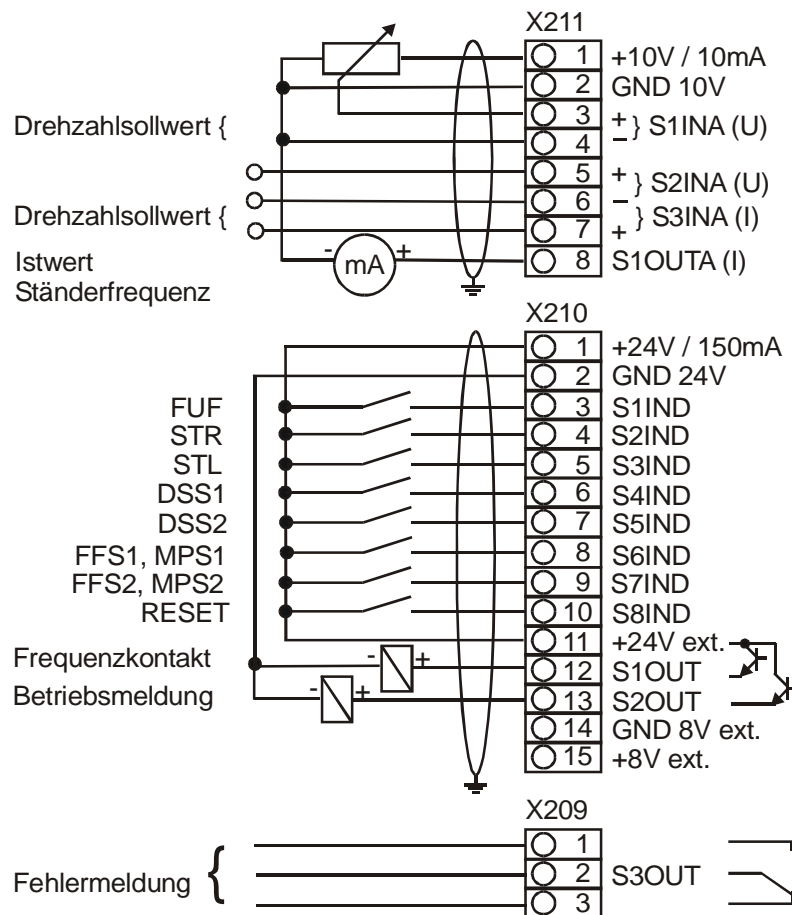 X211
1 +10V / 10mA
2 GND 10V
Drehzahlsollwert { 3 + } S1INA (U)
4 –
5 + } S2INA (U)
6 –
Drehzahlsollwert { 7 + } S3INA (I)
Istwert - mA + 8 S1OUTA (I)
Ständerfrequenz
X210
1 +24V / 150mA
2 GND 24V
FUF 3 S1IND
STR 4 S2IND
STL 5 S3IND
DSS1 6 S4IND
DSS2 7 S5IND
FFS1, MPS1 8 S6IND
FFS2, MPS2 9 S7IND
RESET 10 S8IND
11 +24V ext.
Frequenzkontakt - + 12 S1OUT
Betriebsmeldung - + 13 S2OUT
14 GND 8V ext.
15 +8V ext.
X209
1
Fehlermeldung { 2 S3OUT
3